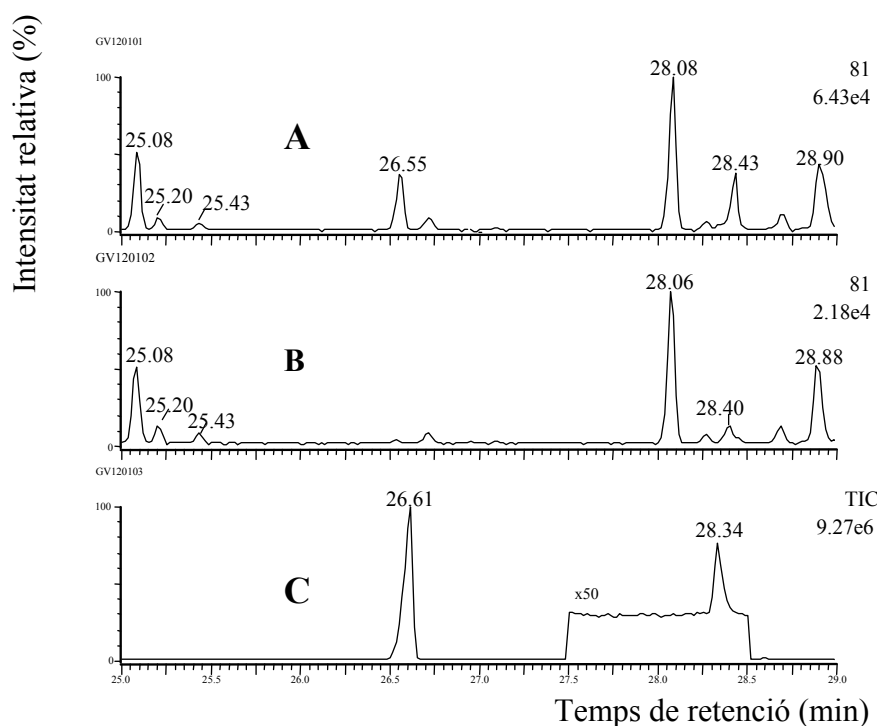 Intensitat relativa (%)
GV120101
81
6.43e4
100
0
A
25.08
25.20
25.43
26.55
28.08
28.43
28.90
GV120102
81
2.18e4
100
0
B
25.08
25.20
25.43
28.06
28.40
28.88
GV120103
TIC
9.27e6
100
0
C
26.61
x50
28.34
25.0 25.5 26.0 26.5 27.0 27.5 28.0 28.5 29.0
Temps de retenció (min)